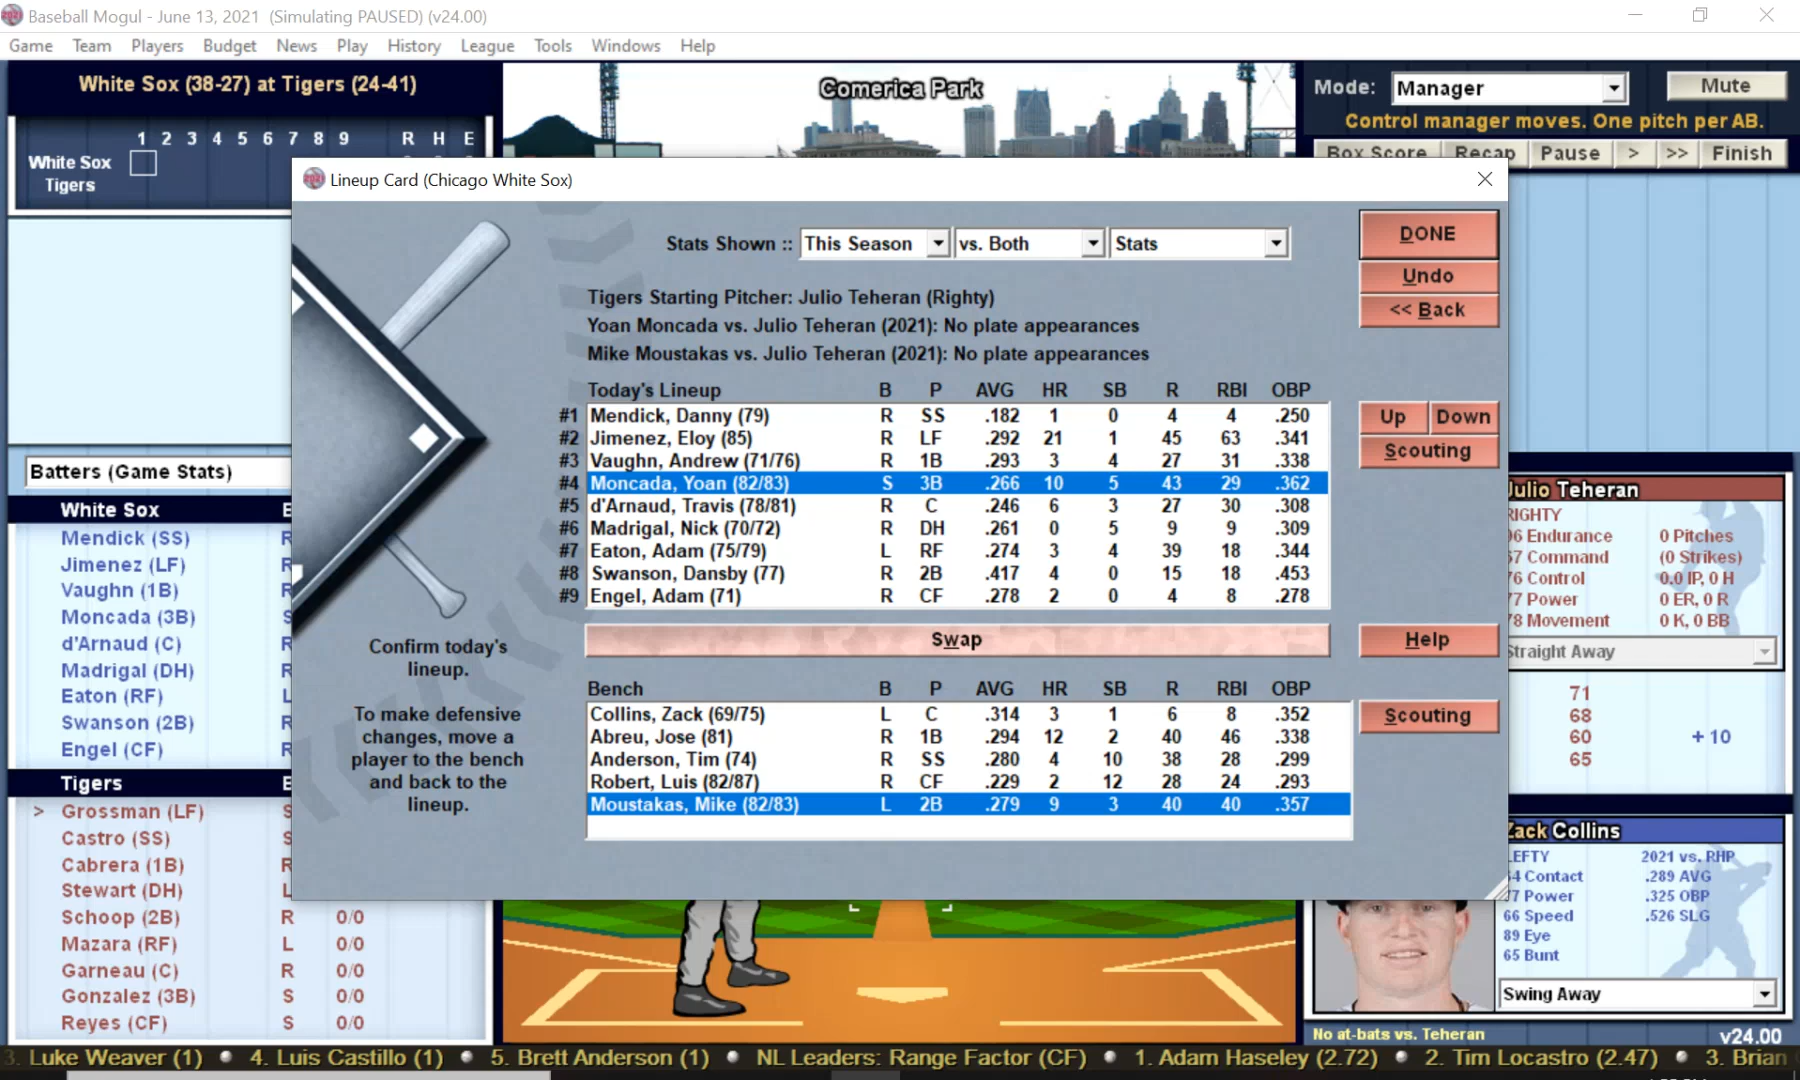 Baseball Mogul - June 13, 2021 (Simulating PAUSED) (v24.00)
Game Team Players Budget News Play History League Tools Windows Help
White Sox (38-27) at Tigers (24-41)
1 2 3 4 5 6 7 8 9 R H E
White Sox
Tigers
Comerica Park
Mode: Manager Mute
Control manager moves. One pitch per AB.
Box Score Recap Pause > >> Finish
Lineup Card (Chicago White Sox)
Stats Shown :: This Season vs. Both Stats
DONE
Undo
<< Back
Tigers Starting Pitcher: Julio Teheran (Righty)
Yoan Moncada vs. Julio Teheran (2021): No plate appearances
Mike Moustakas vs. Julio Teheran (2021): No plate appearances
Today's Lineup B P AVG HR SB R RBI OBP
#1 Mendick, Danny (79) R SS .182 1 0 4 4 .250
#2 Jimenez, Eloy (85) R LF .292 21 1 45 63 .341
#3 Vaughn, Andrew (71/76) R 1B .293 3 4 27 31 .338
#4 Moncada, Yoan (82/83) S 3B .266 10 5 43 29 .362
#5 d'Arnaud, Travis (78/81) R C .246 6 3 27 30 .308
#6 Madrigal, Nick (70/72) R DH .261 0 5 9 9 .309
#7 Eaton, Adam (75/79) L RF .274 3 4 39 18 .344
#8 Swanson, Dansby (77) R 2B .417 4 0 15 18 .453
#9 Engel, Adam (71) R CF .278 2 0 4 8 .278
Up Down
Scouting
Swap
Help
Confirm today's
lineup.
To make defensive
changes, move a
player to the bench
and back to the
lineup.
Bench B P AVG HR SB R RBI OBP
Collins, Zack (69/75) L C .314 3 1 6 8 .352
Abreu, Jose (81) R 1B .294 12 2 40 46 .338
Anderson, Tim (74) R SS .280 4 10 38 28 .299
Robert, Luis (82/87) R CF .229 2 12 28 24 .293
Moustakas, Mike (82/83) L 2B .279 9 3 40 40 .357
Scouting
Batters (Game Stats)
White Sox
Mendick (SS) R
Jimenez (LF) R
Vaughn (1B) R
Moncada (3B) S
d'Arnaud (C) R
Madrigal (DH) R
Eaton (RF) L
Swanson (2B) R
Engel (CF) R
Tigers
> Grossman (LF) S
Castro (SS) S
Cabrera (1B) R
Stewart (DH) L
Schoop (2B) R 0/0
Mazara (RF) L 0/0
Garneau (C) R 0/0
Gonzalez (3B) S 0/0
Reyes (CF) S 0/0
Julio Teheran
RIGHTY
Endurance 0 Pitches
Command (0 Strikes)
Control 0.0 IP, 0 H
Power 0 ER, 0 R
Movement 0 K, 0 BB
Straight Away
71
68
60 + 10
65
Zack Collins
LEFTY 2021 vs. RHP
Contact .289 AVG
Power .325 OBP
66 Speed .526 SLG
89 Eye
65 Bunt
Swing Away
No at-bats vs. Teheran v24.00
3. Luke Weaver (1) 4. Luis Castillo (1) 5. Brett Anderson (1) NL Leaders: Range Factor (CF) 1. Adam Haseley (2.72) 2. Tim Locastro (2.47) 3. Brian